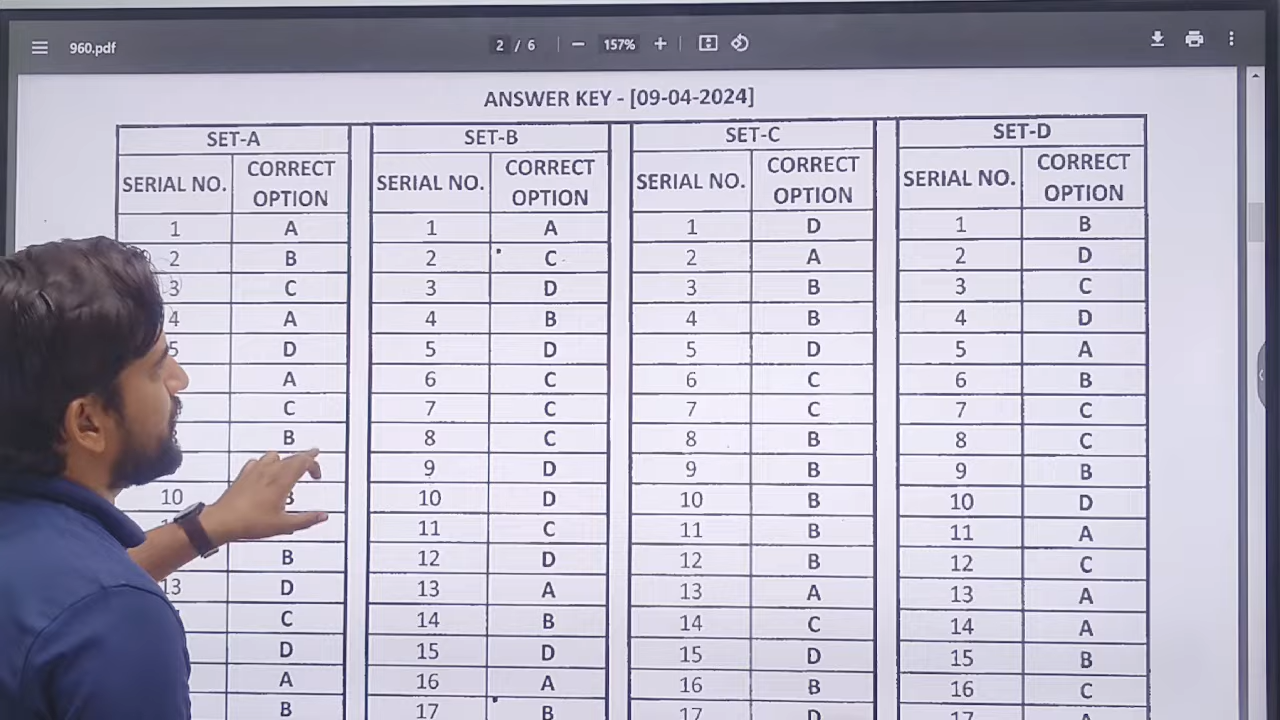 960.pdf 2 / 6 157%
ANSWER KEY - [09-04-2024]
SET-A SET-B SET-C SET-D
SERIAL NO. CORRECT OPTION SERIAL NO. CORRECT OPTION SERIAL NO. CORRECT OPTION SERIAL NO. CORRECT OPTION
1 A 1 A 1 D 1 B
2 B 2 C 2 A 2 D
3 C 3 D 3 B 3 C
4 A 4 B 4 B 4 D
5 D 5 D 5 D 5 A
A 6 C 6 C 6 B
C 7 C 7 C 7 C
B 8 C 8 B 8 C
9 D 9 B 9 B
10 B 10 D 10 B 10 D
11 C 11 B 11 A
B 12 D 12 B 12 C
13 D 13 A 13 A 13 A
C 14 B 14 C 14 A
D 15 D 15 D 15 B
A 16 A 16 B 16 C
B 17 B 17 D 17 A